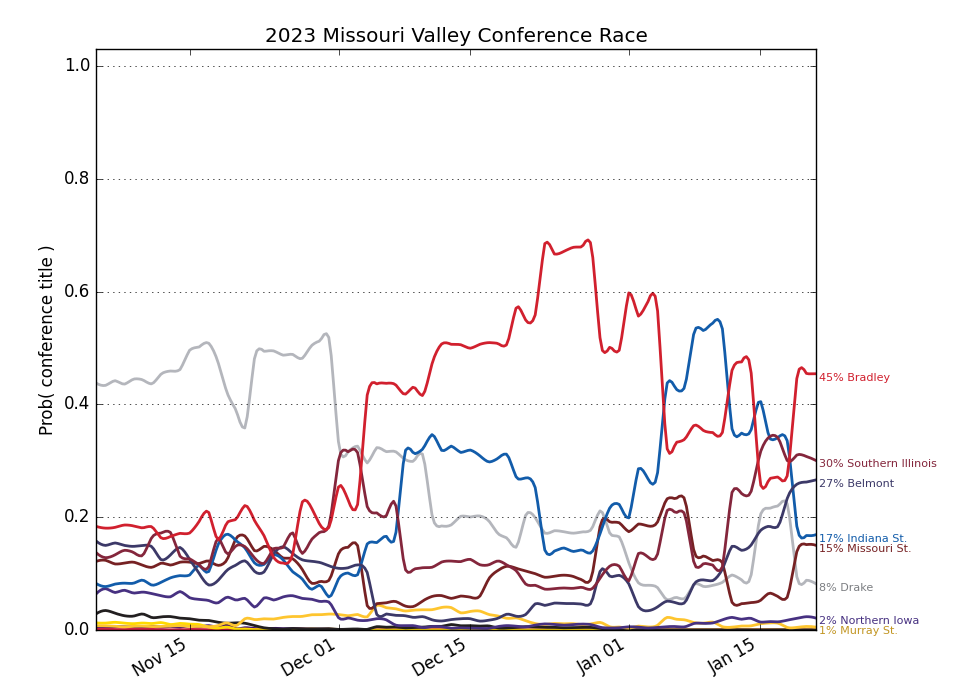 2023 Missouri Valley Conference Race
Prob( conference title )
1.0
0.8
0.6
0.4
0.2
0.0
Nov 15
Dec 01
Dec 15
Jan 01
Jan 15
45% Bradley
30% Southern Illinois
27% Belmont
17% Indiana St.
15% Missouri St.
8% Drake
2% Northern Iowa
1% Murray St.